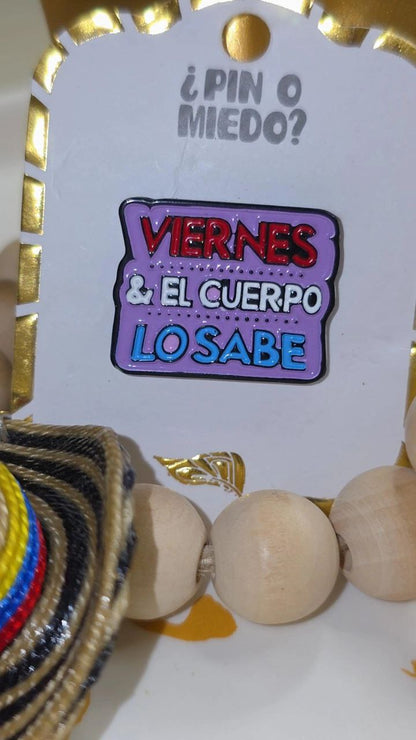 ¿PIN O
MIEDO?
VIERNES
& EL CUERPO
LO SABE